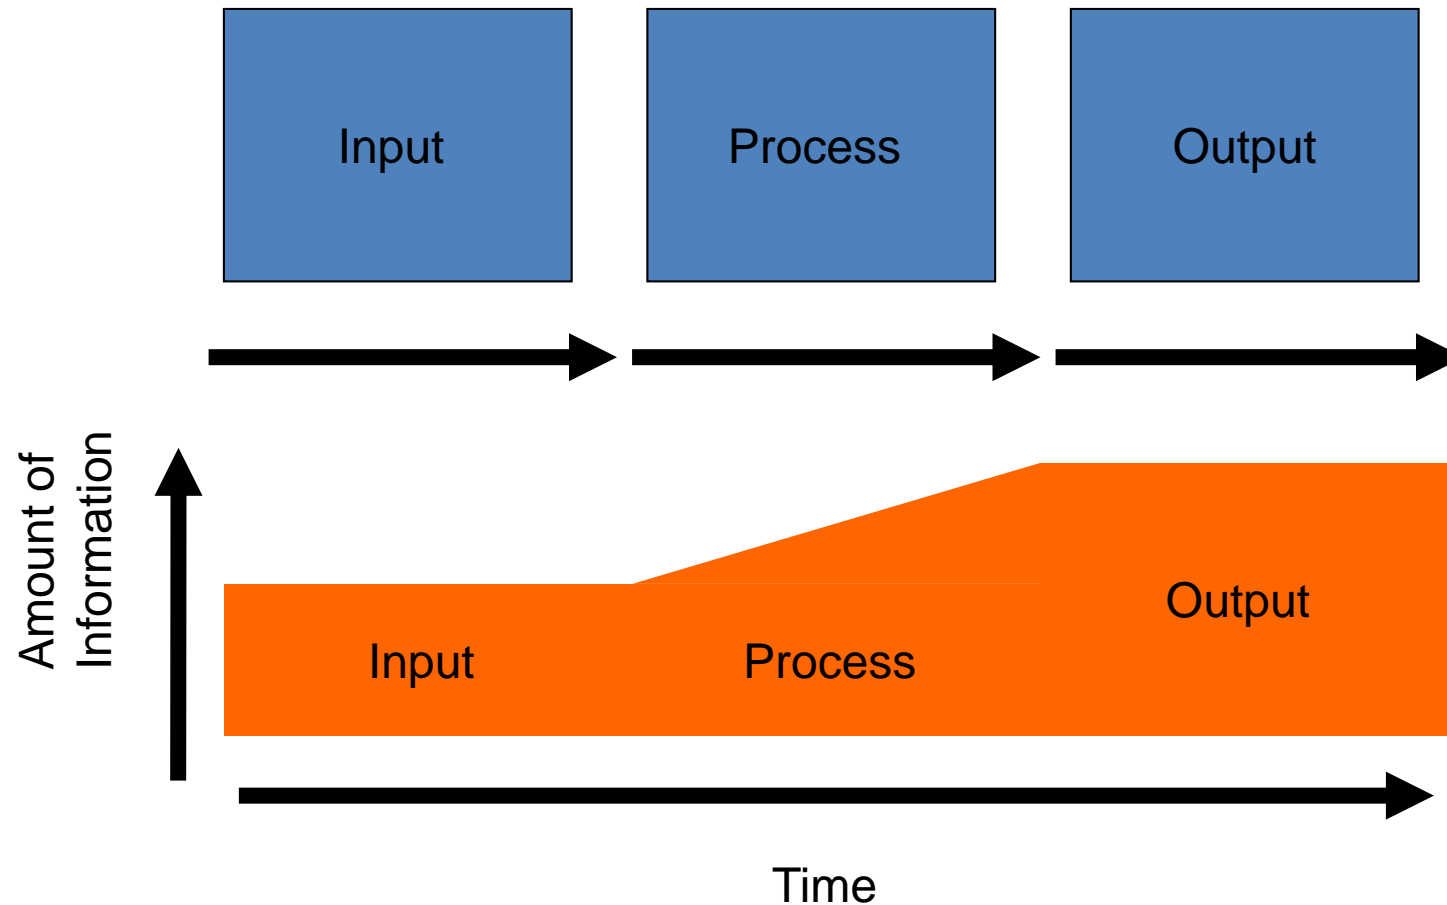 Input
Process
Output
Amount of
Information
Output
Input
Process
Time